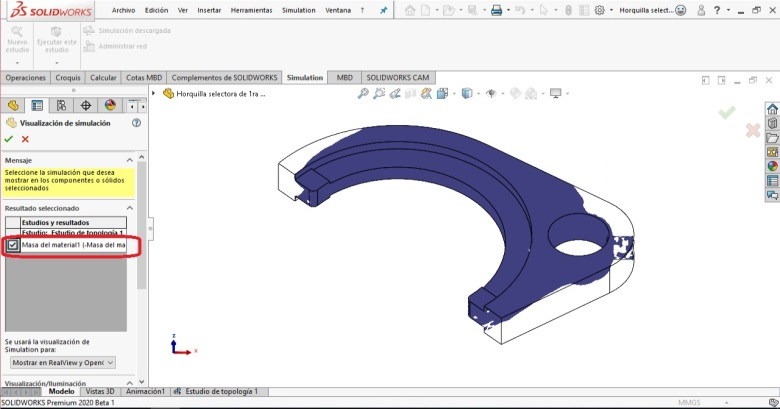 SOLIDWORKS
Archivo Edición Ver Insertar Herramientas Simulation Ventana ? Horquilla select...
Nuevo estudio
Ejecutar este estudio
Simulación descargada
Administrar red
Operaciones Croquis Calcular Cotas MBD Complementos de SOLIDWORKS Simulation MBD SOLIDWORKS CAM
Horquilla selectora de 1ra ...
Visualización de simulación
Mensaje
Seleccione la simulación que desea
mostrar en los componentes o sólidos
seleccionados
Resultado seleccionado
Estudios y resultados
Estudio: Estudio de topología 1
Masa del material1 (-Masa del ma
Se usará la visualización de
Simulation para:
Mostrar en RealView y Open
Visualización/Iluminación
z
x
Modelo Vistas 3D Animación1 Estudio de topología 1
SOLIDWORKS Premium 2020 Beta 1
MMGS